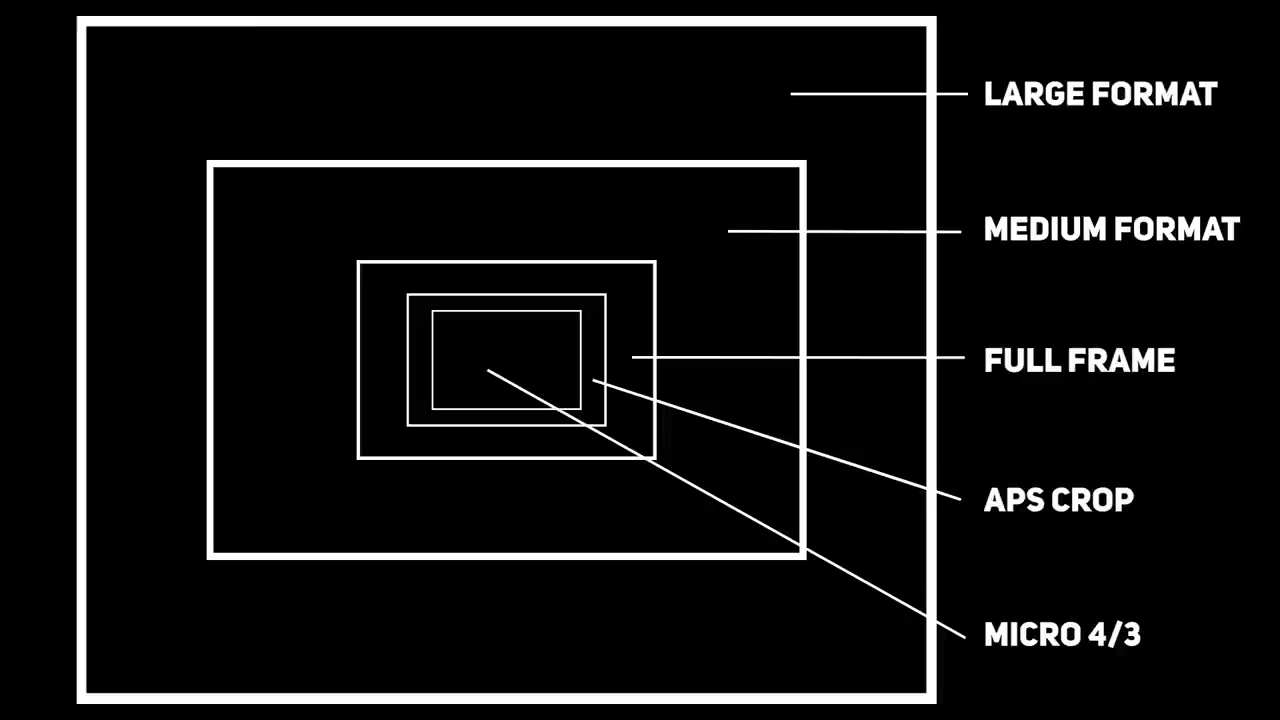 LARGE FORMAT
MEDIUM FORMAT
FULL FRAME
APS CROP
MICRO 4/3